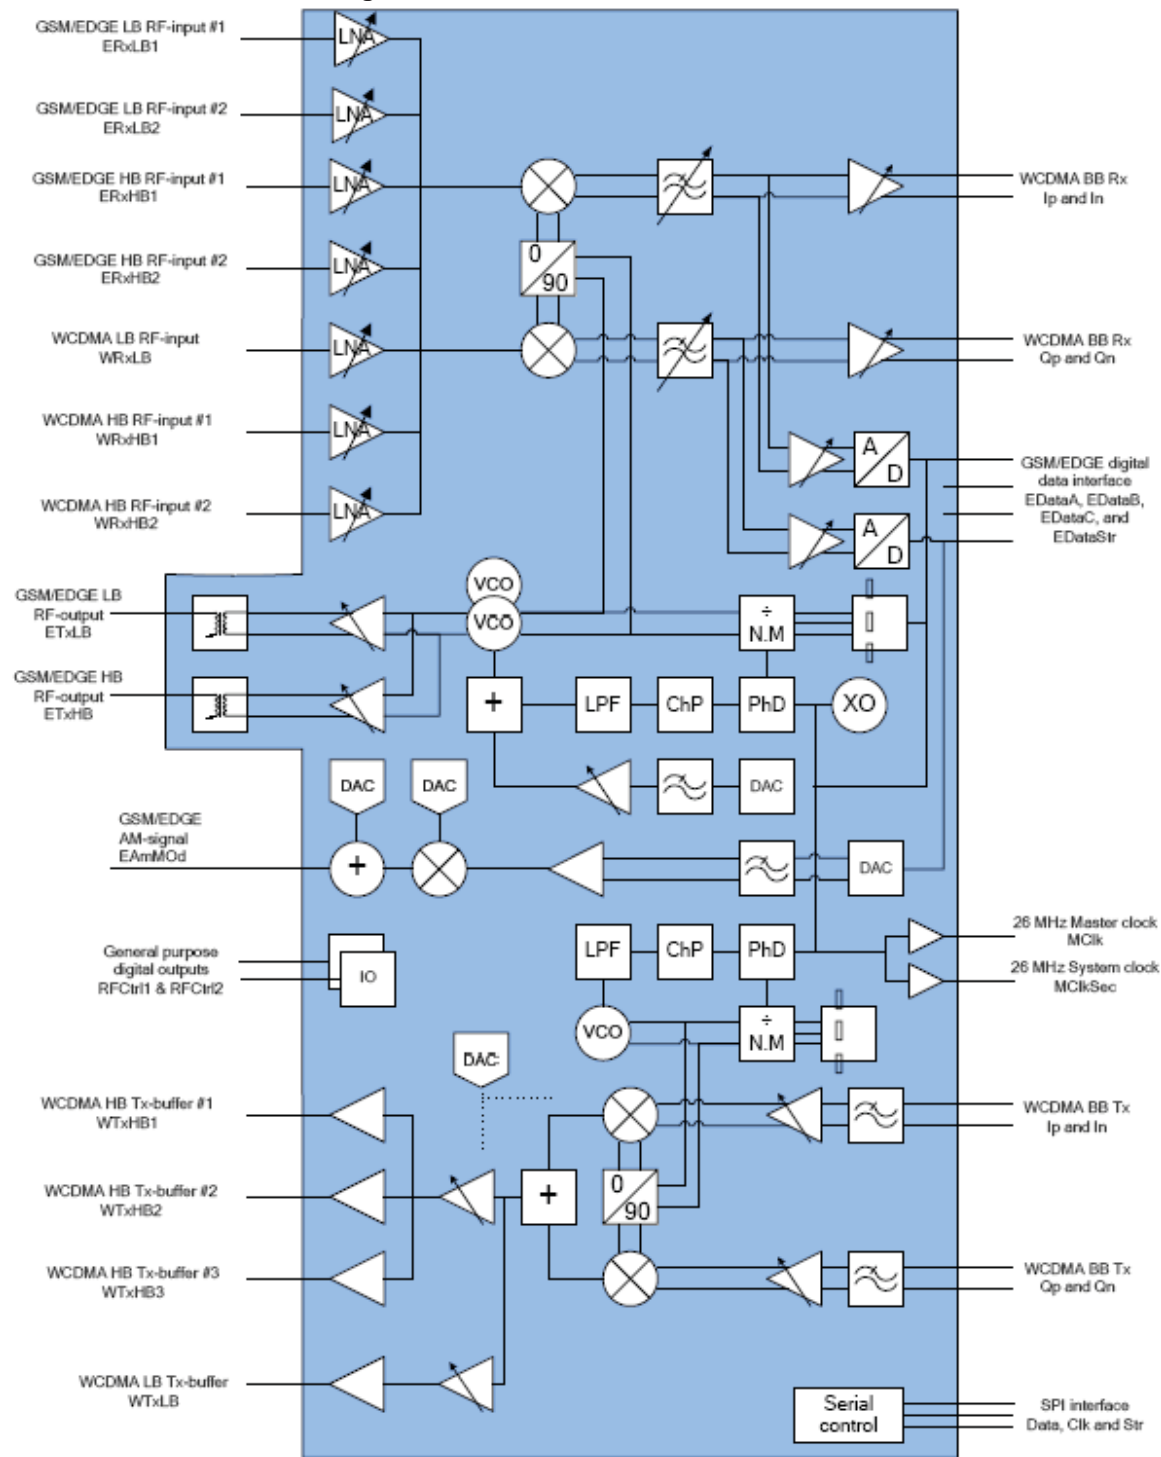 GSM/EDGE LB RF-input #1
ERxLB1
LNA
GSM/EDGE LB RF-input #2
ERxLB2
LNA
GSM/EDGE HB RF-input #1
ERxHB1
LNA
WCDMA BB Rx
Ip and In
GSM/EDGE HB RF-input #2
ERxHB2
LNA
0
90
WCDMA LB RF-input
WRxLB
LNA
WCDMA BB Rx
Qp and Qn
WCDMA HB RF-input #1
WRxHB1
LNA
A
D
GSM/EDGE digital
data interface
EDataA, EDataB,
EDataC, and
EDataStr
WCDMA HB RF-input #2
WRxHB2
LNA
A
D
GSM/EDGE LB
RF-output
ETxLB
VCO
VCO
÷
N.M
GSM/EDGE HB
RF-output
ETxHB
+
LPF
ChP
PhD
XO
DAC
DAC
DAC
GSM/EDGE
AM-signal
EAmMOd
+
DAC
General purpose
digital outputs
RFCtrl1 & RFCtrl2
IO
LPF
ChP
PhD
26 MHz Master clock
MClk
26 MHz System clock
MClkSec
VCO
÷
N.M
DAC
WCDMA HB Tx-buffer #1
WTxHB1
WCDMA BB Tx
Ip and In
WCDMA HB Tx-buffer #2
WTxHB2
+
0
90
WCDMA HB Tx-buffer #3
WTxHB3
WCDMA BB Tx
Qp and Qn
WCDMA LB Tx-buffer
WTxLB
Serial
control
SPI interface
Data, Clk and Str